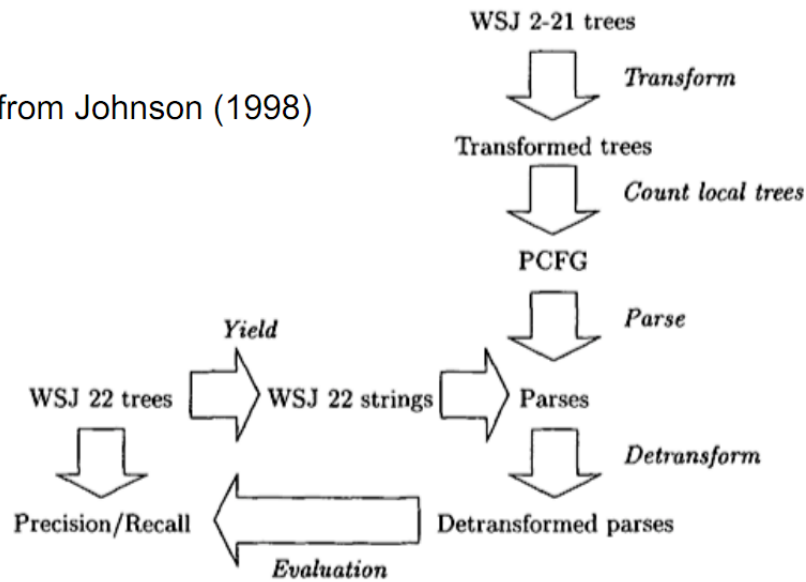 WSJ 2-21 trees
Transform
from Johnson (1998)
Transformed trees
Count local trees
PCFG
Parse
Yield
WSJ 22 trees
WSJ 22 strings
Parses
Detransform
Precision/Recall
Detransformed parses
Evaluation